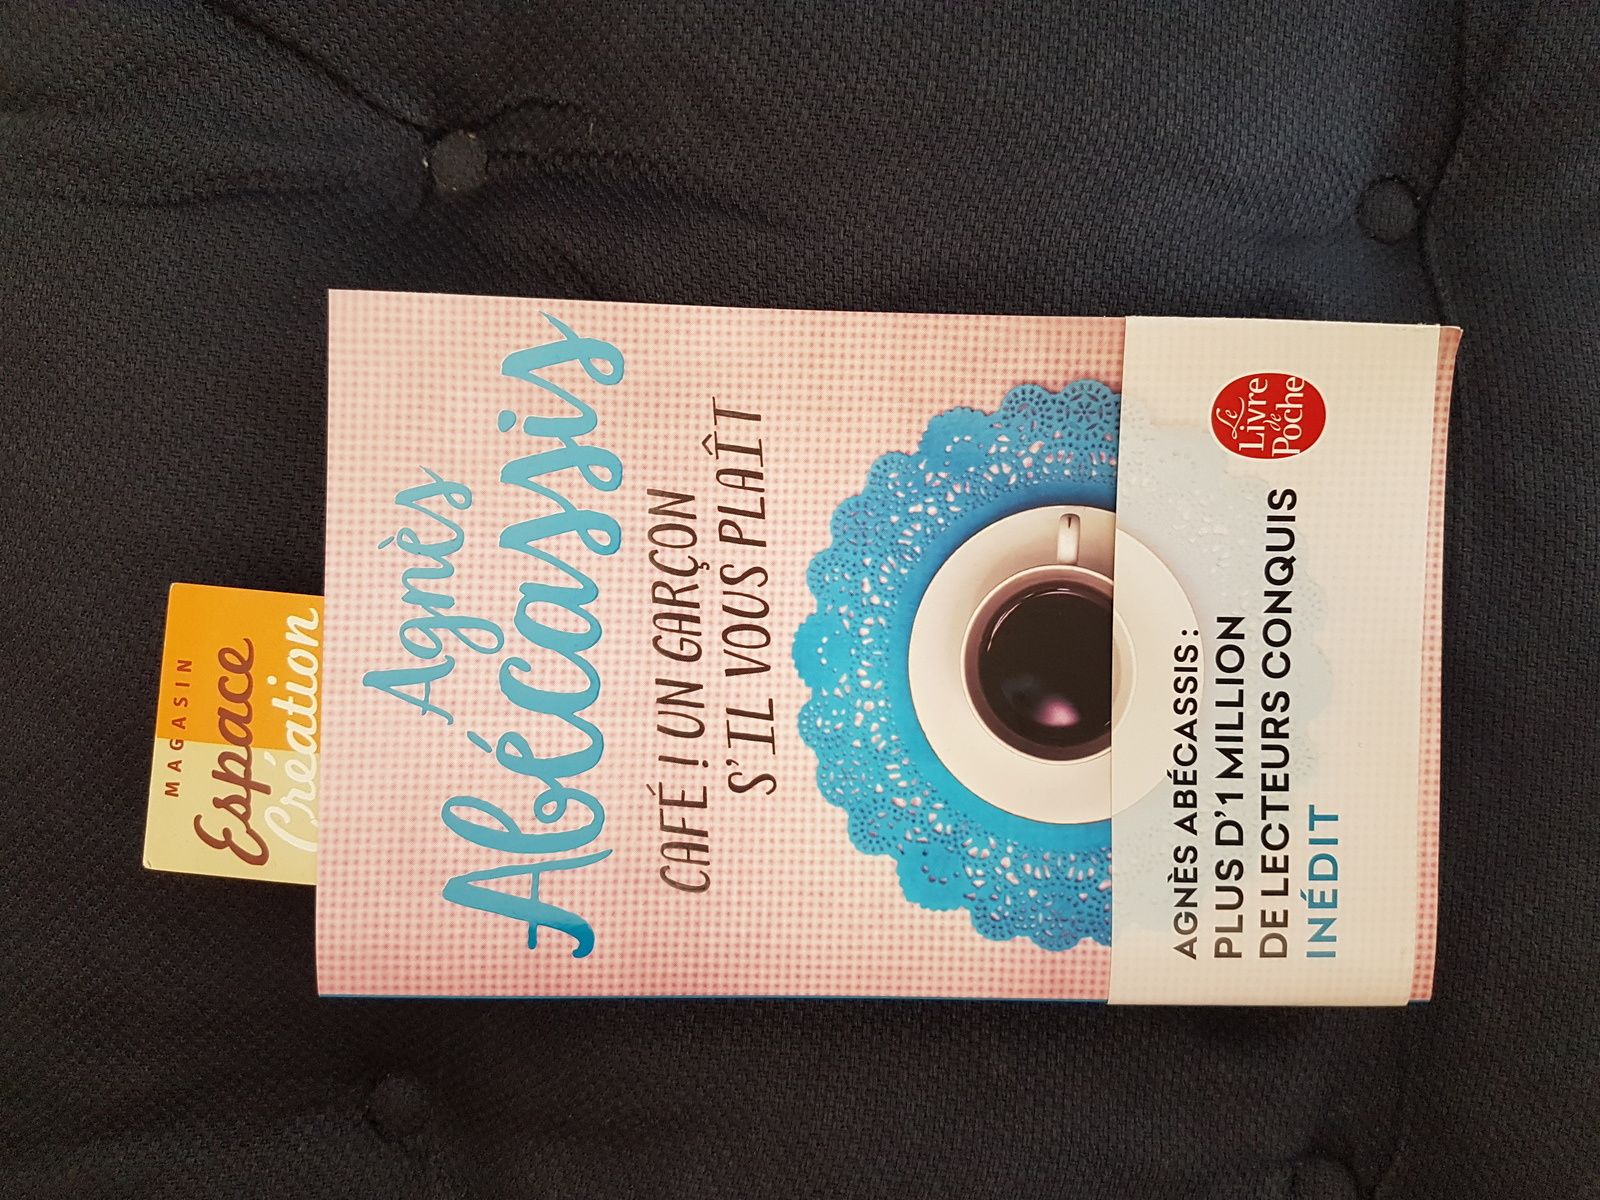 MAGASIN
Espace
Création
Agnès
Abécassis
CAFÉ ! UN GARÇON
S'IL VOUS PLAÎT
Le
Livre
de
Poche
AGNÈS ABÉCASSIS :
PLUS D'1 MILLION
DE LECTEURS CONQUIS
INÉDIT